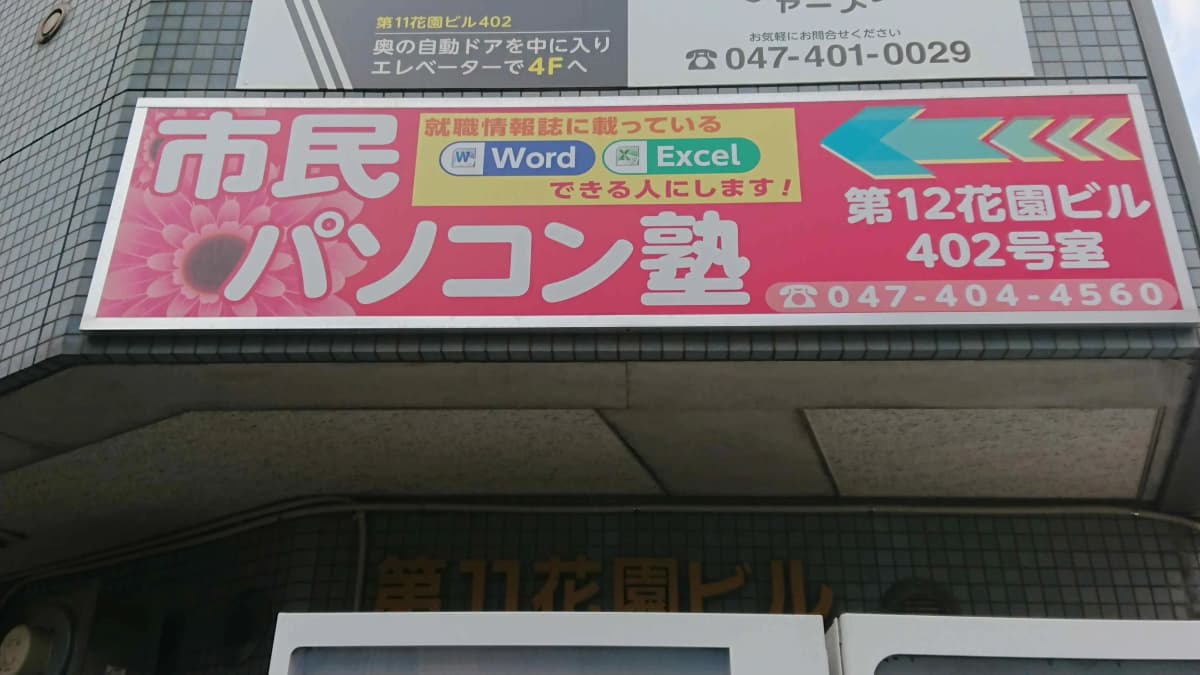 第11花園ビル402
奥の自動ドアを中に入り
エレベーターで4Fへ
お気軽にお問合せください
☎047-401-0029
市民
パソコン塾
就職情報誌に載っている
Word Excel
できる人にします!
第12花園ビル
402号室
☎047-404-4560
第11花園ビル